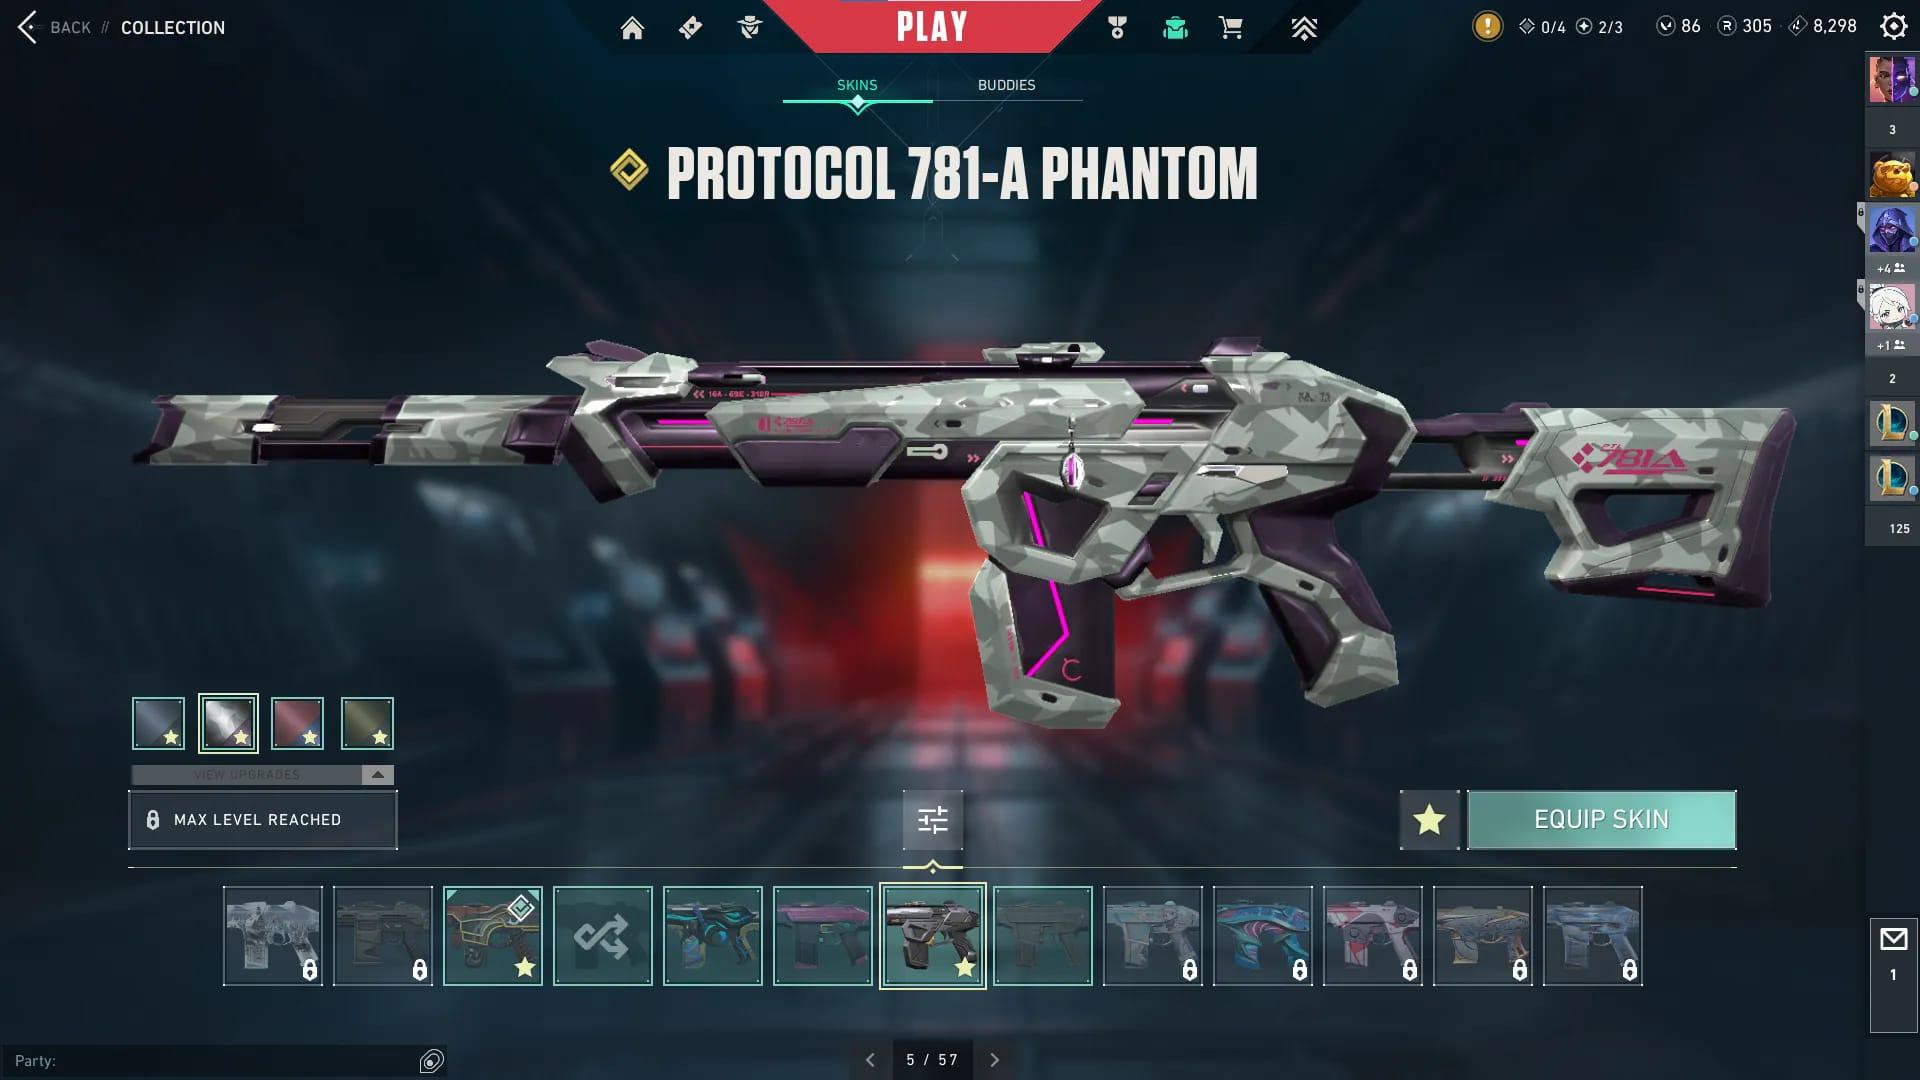 BACK // COLLECTION
PLAY
0/4 2/3 86 R 305 8,298
SKINS BUDDIES
PROTOCOL 781-A PHANTOM
3
+4
+1
2
125
781A
VIEW UPGRADES
MAX LEVEL REACHED
EQUIP SKIN
1
Party:
5 / 57